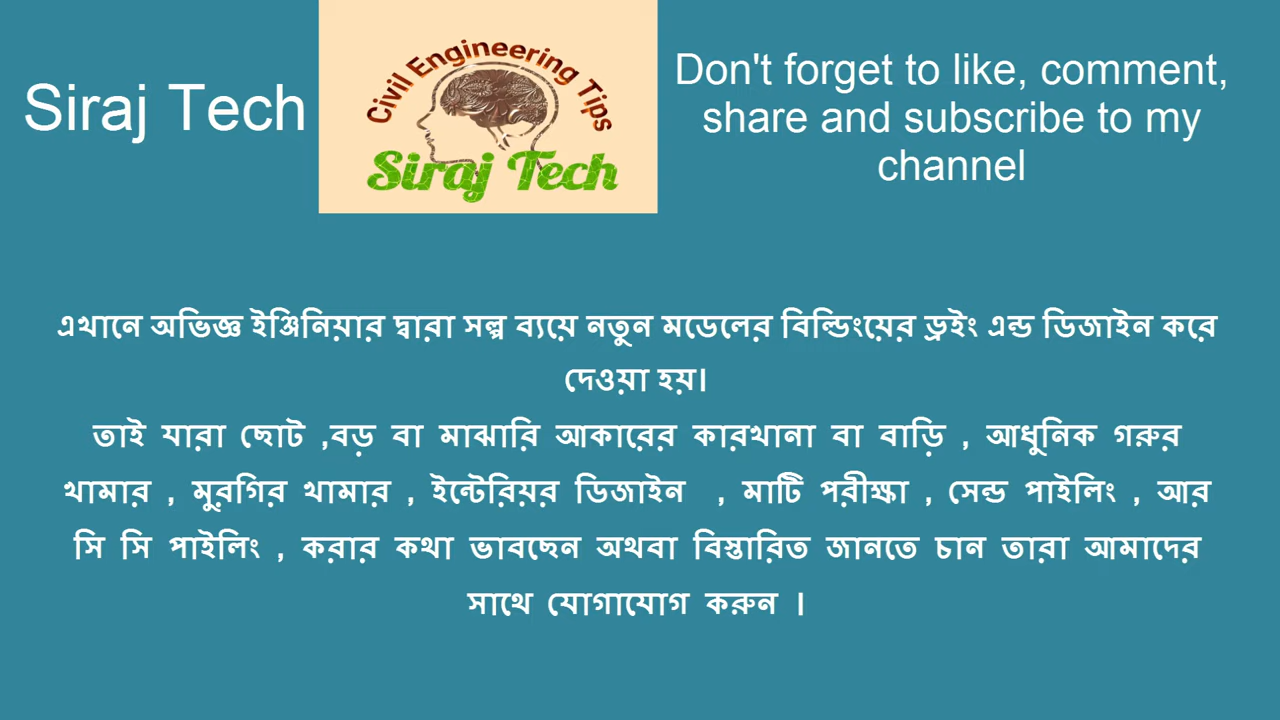 Siraj Tech
Civil Engineering Tips
Siraj Tech
Don't forget to like, comment,
share and subscribe to my
channel
এখানে অভিজ্ঞ ইঞ্জিনিয়ার দ্বারা সল্প ব্যয়ে নতুন মডেলের বিল্ডিংয়ের ড্রইং এন্ড ডিজাইন করে
দেওয়া হয়।
তাই যারা ছোট ,বড় বা মাঝারি আকারের কারখানা বা বাড়ি , আধুনিক গরুর
খামার , মুরগির খামার , ইন্টেরিয়র ডিজাইন , মাটি পরীক্ষা , সেন্ড পাইলিং , আর
সি সি পাইলিং , করার কথা ভাবছেন অথবা বিস্তারিত জানতে চান তারা আমাদের
সাথে যোগাযোগ করুন ।